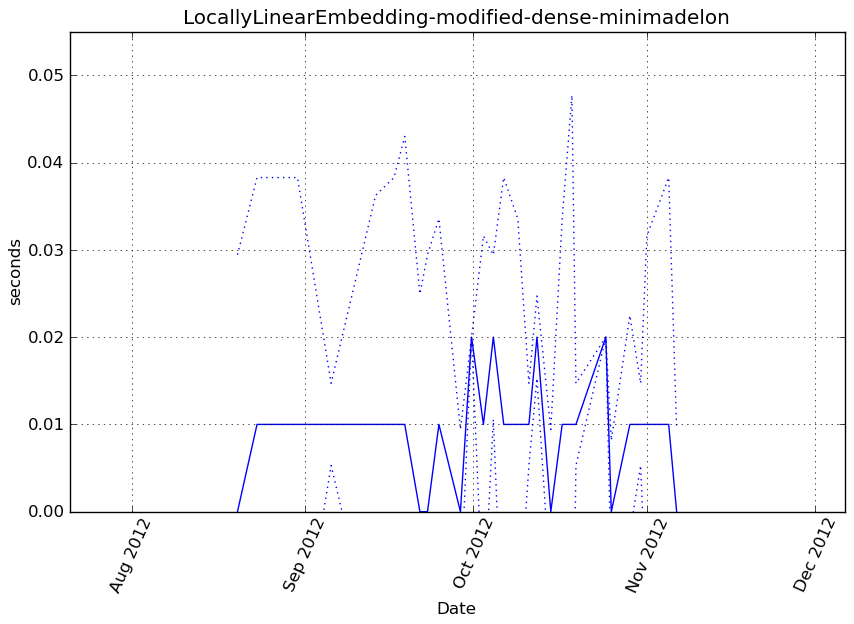 LocallyLinearEmbedding-modified-dense-minimadelon
0.05
0.04
0.03
0.02
0.01
0.00
seconds
Aug 2012
Sep 2012
Oct 2012
Nov 2012
Dec 2012
Date